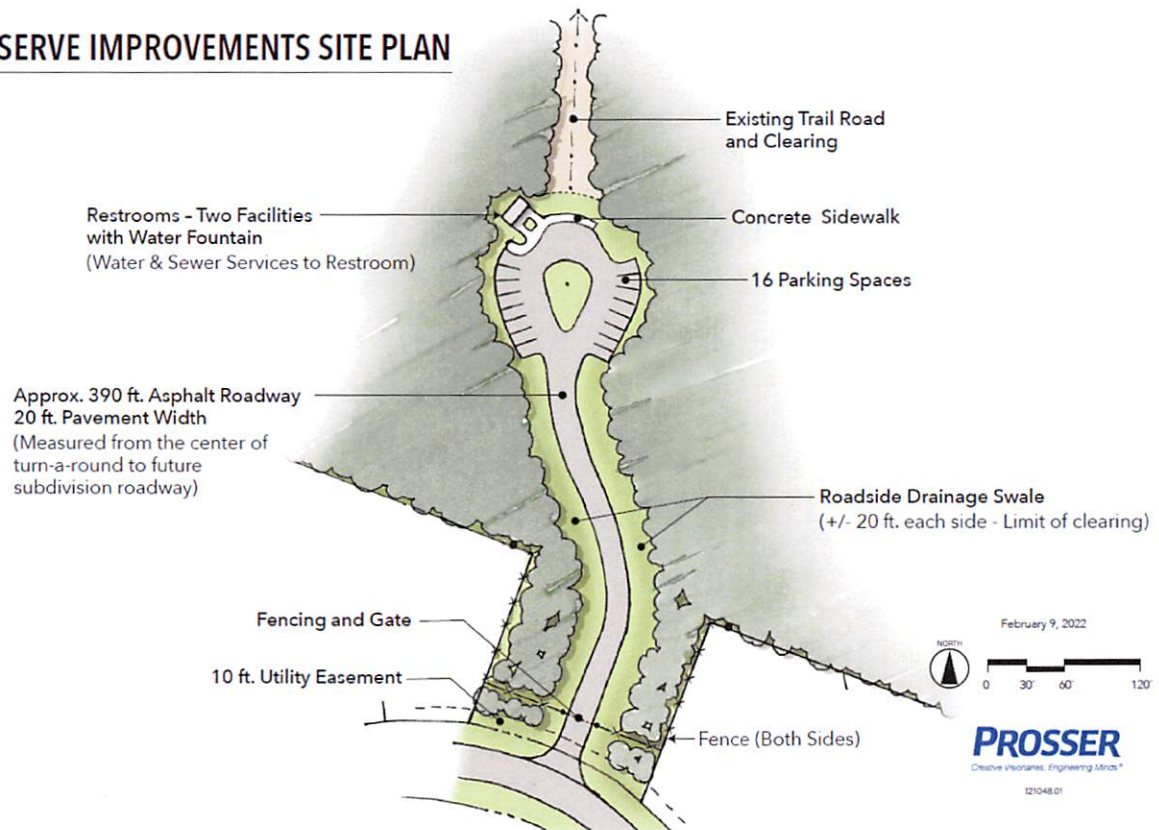 SERVE IMPROVEMENTS SITE PLAN
Existing Trail Road
and Clearing
Restrooms - Two Facilities
with Water Fountain
(Water & Sewer Services to Restroom)
Concrete Sidewalk
16 Parking Spaces
Approx. 390 ft. Asphalt Roadway
20 ft. Pavement Width
(Measured from the center of
turn-a-round to future
subdivision roadway)
Roadside Drainage Swale
(+/- 20 ft. each side - Limit of clearing)
Fencing and Gate
10 ft. Utility Easement
Fence (Both Sides)
February 9, 2022
NORTH
0 30' 60' 120'
PROSSER
Creative Visionaries. Engineering Minds.®
121048.01